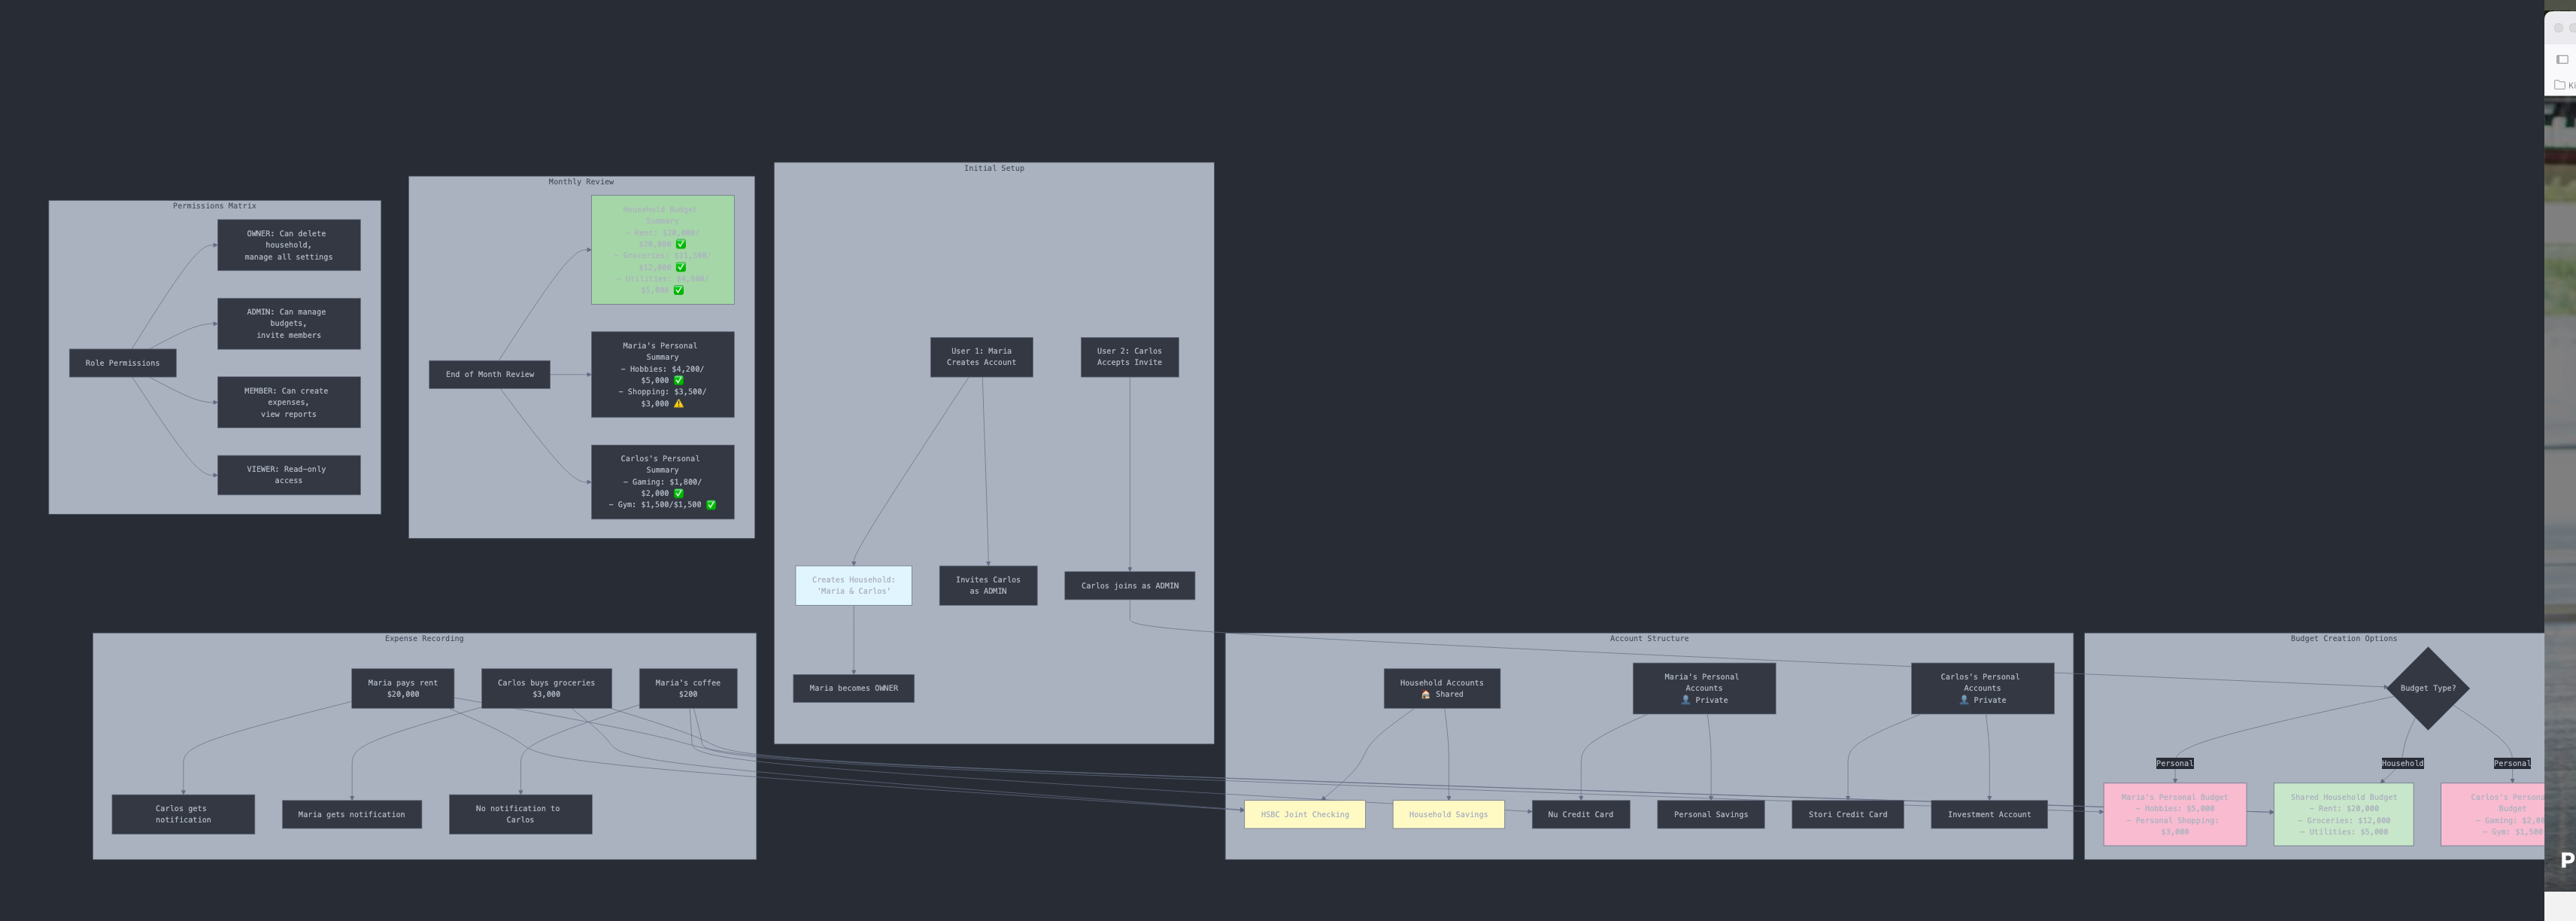 Permissions Matrix
Role Permissions
OWNER: Can delete
household,
manage all settings
ADMIN: Can manage
budgets,
invite members
MEMBER: Can create
expenses,
view reports
VIEWER: Read–only
access
Monthly Review
End of Month Review
Household Budget
Summary
– Rent: $20,000/
$20,000 ✅
– Groceries: $11,500/
$12,000 ✅
– Utilities: $4,800/
$5,000 ✅
Maria's Personal
Summary
– Hobbies: $4,200/
$5,000 ✅
– Shopping: $3,500/
$3,000 ⚠️
Carlos's Personal
Summary
– Gaming: $1,800/
$2,000 ✅
– Gym: $1,500/$1,500 ✅
Initial Setup
User 1: Maria
Creates Account
User 2: Carlos
Accepts Invite
Creates Household:
'Maria & Carlos'
Invites Carlos
as ADMIN
Carlos joins as ADMIN
Maria becomes OWNER
Expense Recording
Maria pays rent
$20,000
Carlos buys groceries
$3,000
Maria's coffee
$200
Carlos gets
notification
Maria gets notification
No notification to
Carlos
Account Structure
Household Accounts
🏠 Shared
Maria's Personal
Accounts
👤 Private
Carlos's Personal
Accounts
👤 Private
HSBC Joint Checking
Household Savings
Nu Credit Card
Personal Savings
Stori Credit Card
Investment Account
Budget Creation Options
Budget Type?
Personal
Household
Personal
Maria's Personal Budget
– Hobbies: $5,000
– Personal Shopping:
$3,000
Shared Household Budget
– Rent: $20,000
– Groceries: $12,000
– Utilities: $5,000
Carlos's Persona
Budget
– Gaming: $2,00
– Gym: $1,500
Ki
P